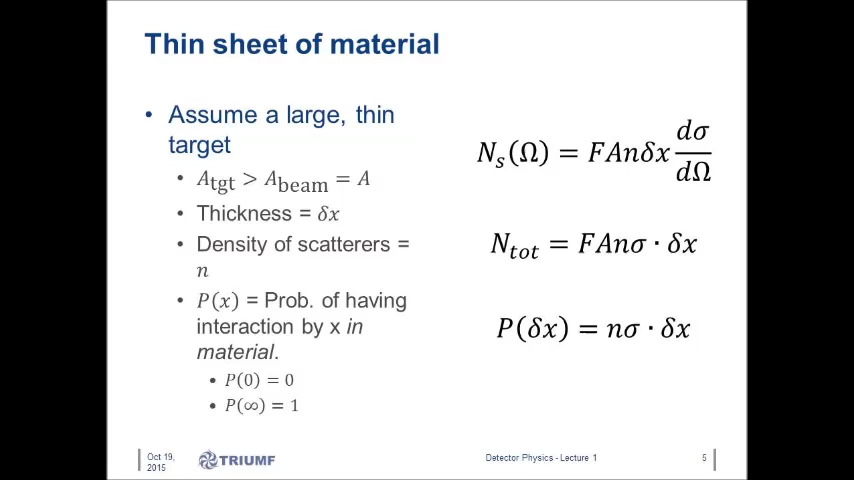 Thin sheet of material
• Assume a large, thin
target
• A_tgt > A_beam = A
• Thickness = δx
• Density of scatterers =
n
• P(x) = Prob. of having
interaction by x in
material.
• P(0) = 0
• P(∞) = 1
N_s(Ω) = FAnδx dσ/dΩ
N_tot = FAnσ · δx
P(δx) = nσ · δx
Oct 19,
2015
TRIUMF
Detector Physics - Lecture 1
5